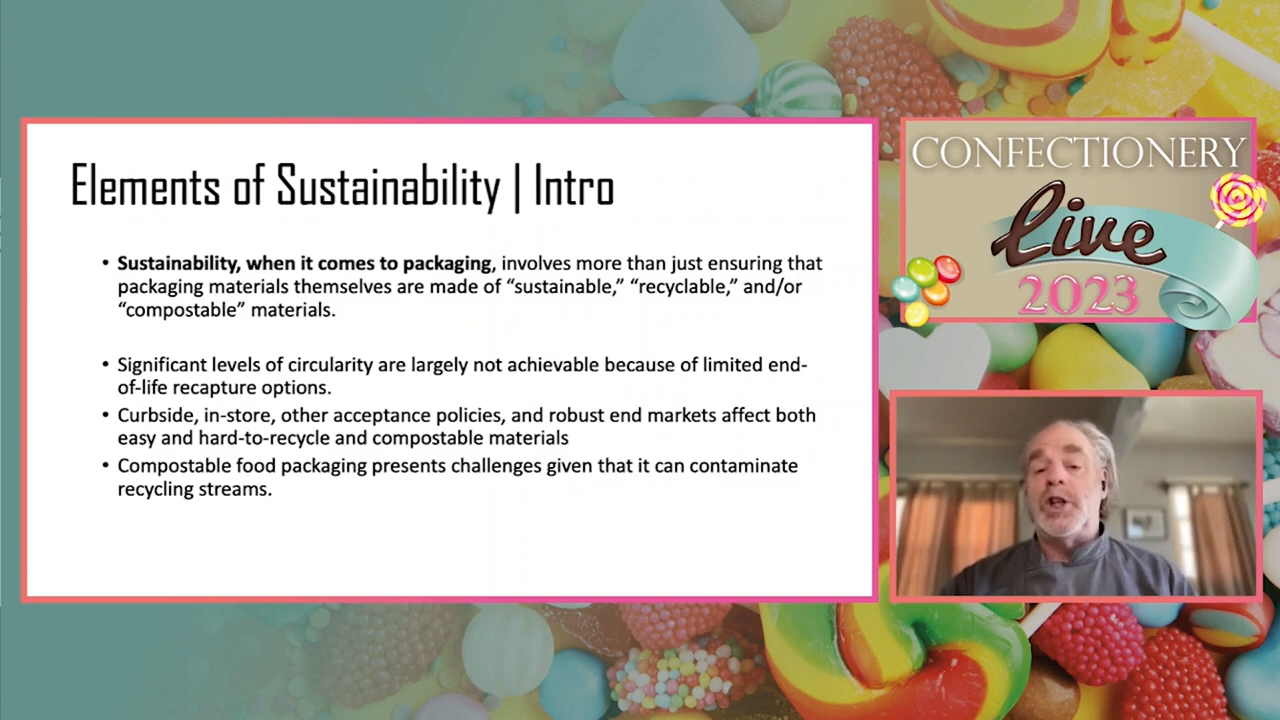 Elements of Sustainability | Intro
• Sustainability, when it comes to packaging, involves more than just ensuring that
packaging materials themselves are made of “sustainable,” “recyclable,” and/or
“compostable” materials.
• Significant levels of circularity are largely not achievable because of limited end-
of-life recapture options.
• Curbside, in-store, other acceptance policies, and robust end markets affect both
easy and hard-to-recycle and compostable materials
• Compostable food packaging presents challenges given that it can contaminate
recycling streams.
CONFECTIONERY
Live
2023